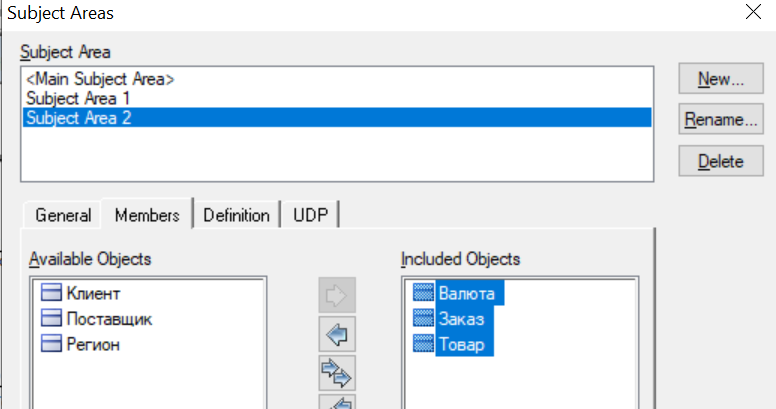 Subject Areas
Subject Area
<Main Subject Area>
Subject Area 1
Subject Area 2
New...
Rename...
Delete
General Members Definition UDP
Available Objects
Клиент
Поставщик
Регион
Included Objects
Валюта
Заказ
Товар